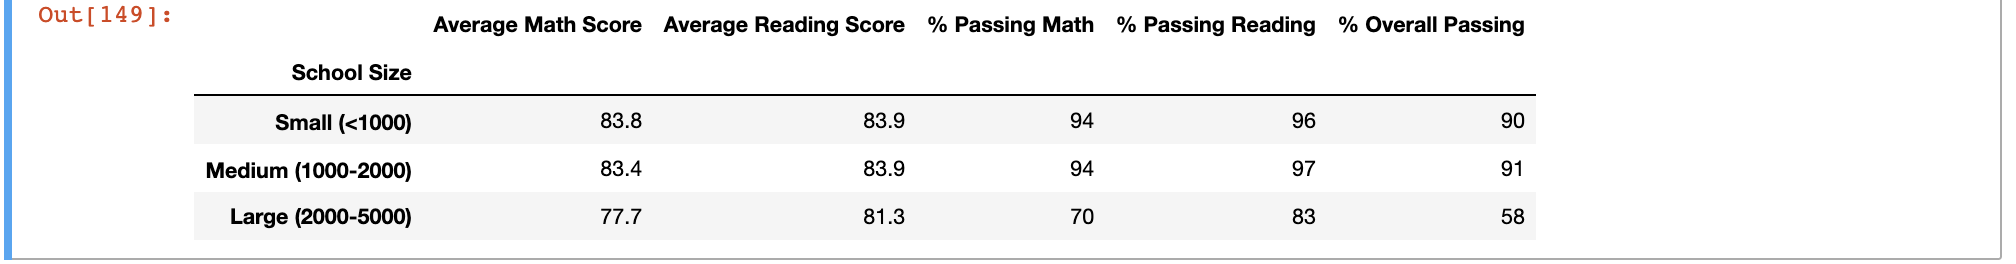 Out[149]:
Average Math Score Average Reading Score % Passing Math % Passing Reading % Overall Passing
School Size
Small (<1000) 83.8 83.9 94 96 90
Medium (1000-2000) 83.4 83.9 94 97 91
Large (2000-5000) 77.7 81.3 70 83 58